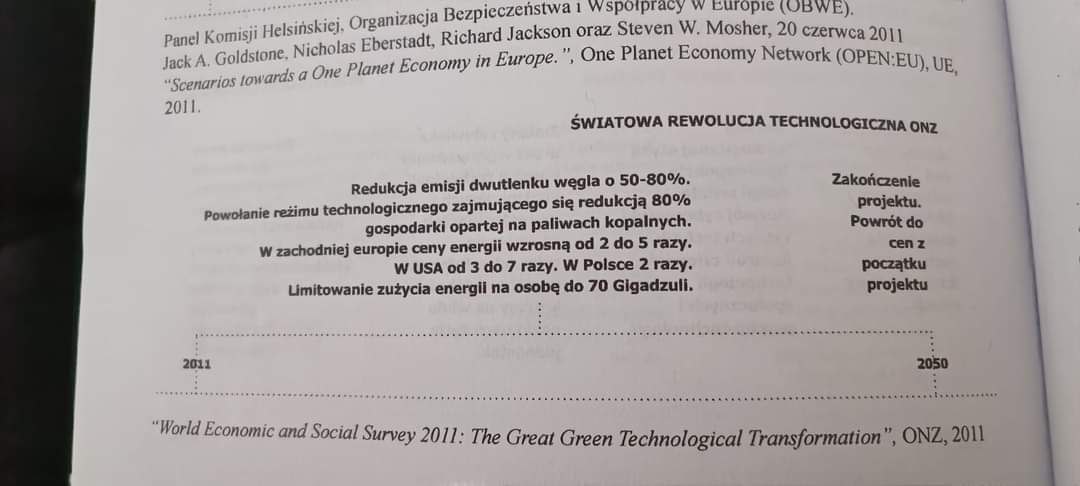 Panel Komisji Helsińskiej, Organizacja Bezpieczeństwa i Współpracy w Europie (OBWE).
Jack A. Goldstone, Nicholas Eberstadt, Richard Jackson oraz Steven W. Mosher, 20 czerwca 2011
“Scenarios towards a One Planet Economy in Europe.”, One Planet Economy Network (OPEN:EU), UE,
2011.
ŚWIATOWA REWOLUCJA TECHNOLOGICZNA ONZ
Redukcja emisji dwutlenku węgla o 50-80%.
Powołanie reżimu technologicznego zajmującego się redukcją 80%
gospodarki opartej na paliwach kopalnych.
W zachodniej europie ceny energii wzrosną od 2 do 5 razy.
W USA od 3 do 7 razy. W Polsce 2 razy.
Limitowanie zużycia energii na osobę do 70 Gigadzuli.
Zakończenie
projektu.
Powrót do
cen z
początku
projektu
2011
2050
“World Economic and Social Survey 2011: The Great Green Technological Transformation”, ONZ, 2011